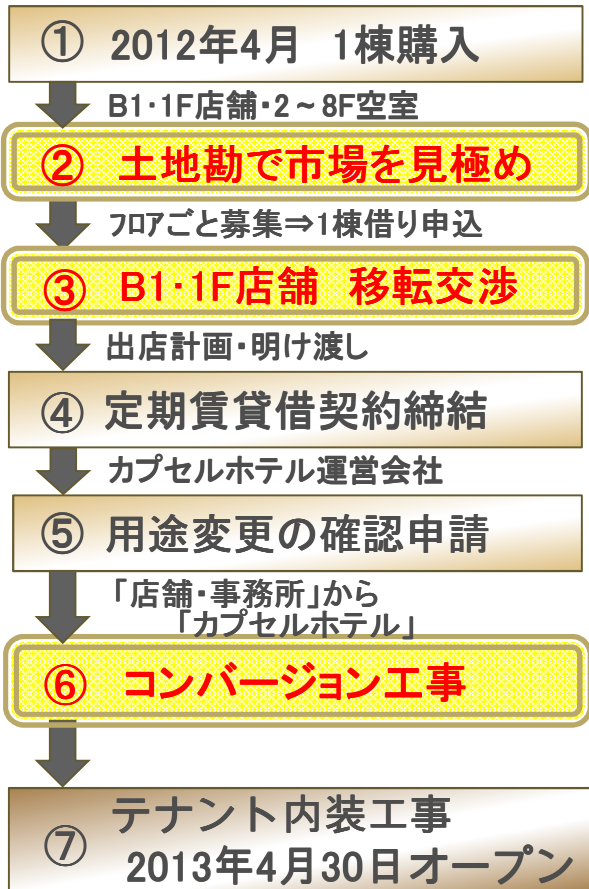 ① 2012年4月 1棟購入
B1・1F店舗・2~8F空室
② 土地勘で市場を見極め
フロアごと募集⇒1棟借り申込
③ B1・1F店舗 移転交渉
出店計画・明け渡し
④ 定期賃貸借契約締結
カプセルホテル運営会社
⑤ 用途変更の確認申請
「店舗・事務所」から
「カプセルホテル」
⑥ コンバージョン工事
⑦ テナント内装工事
2013年4月30日オープン